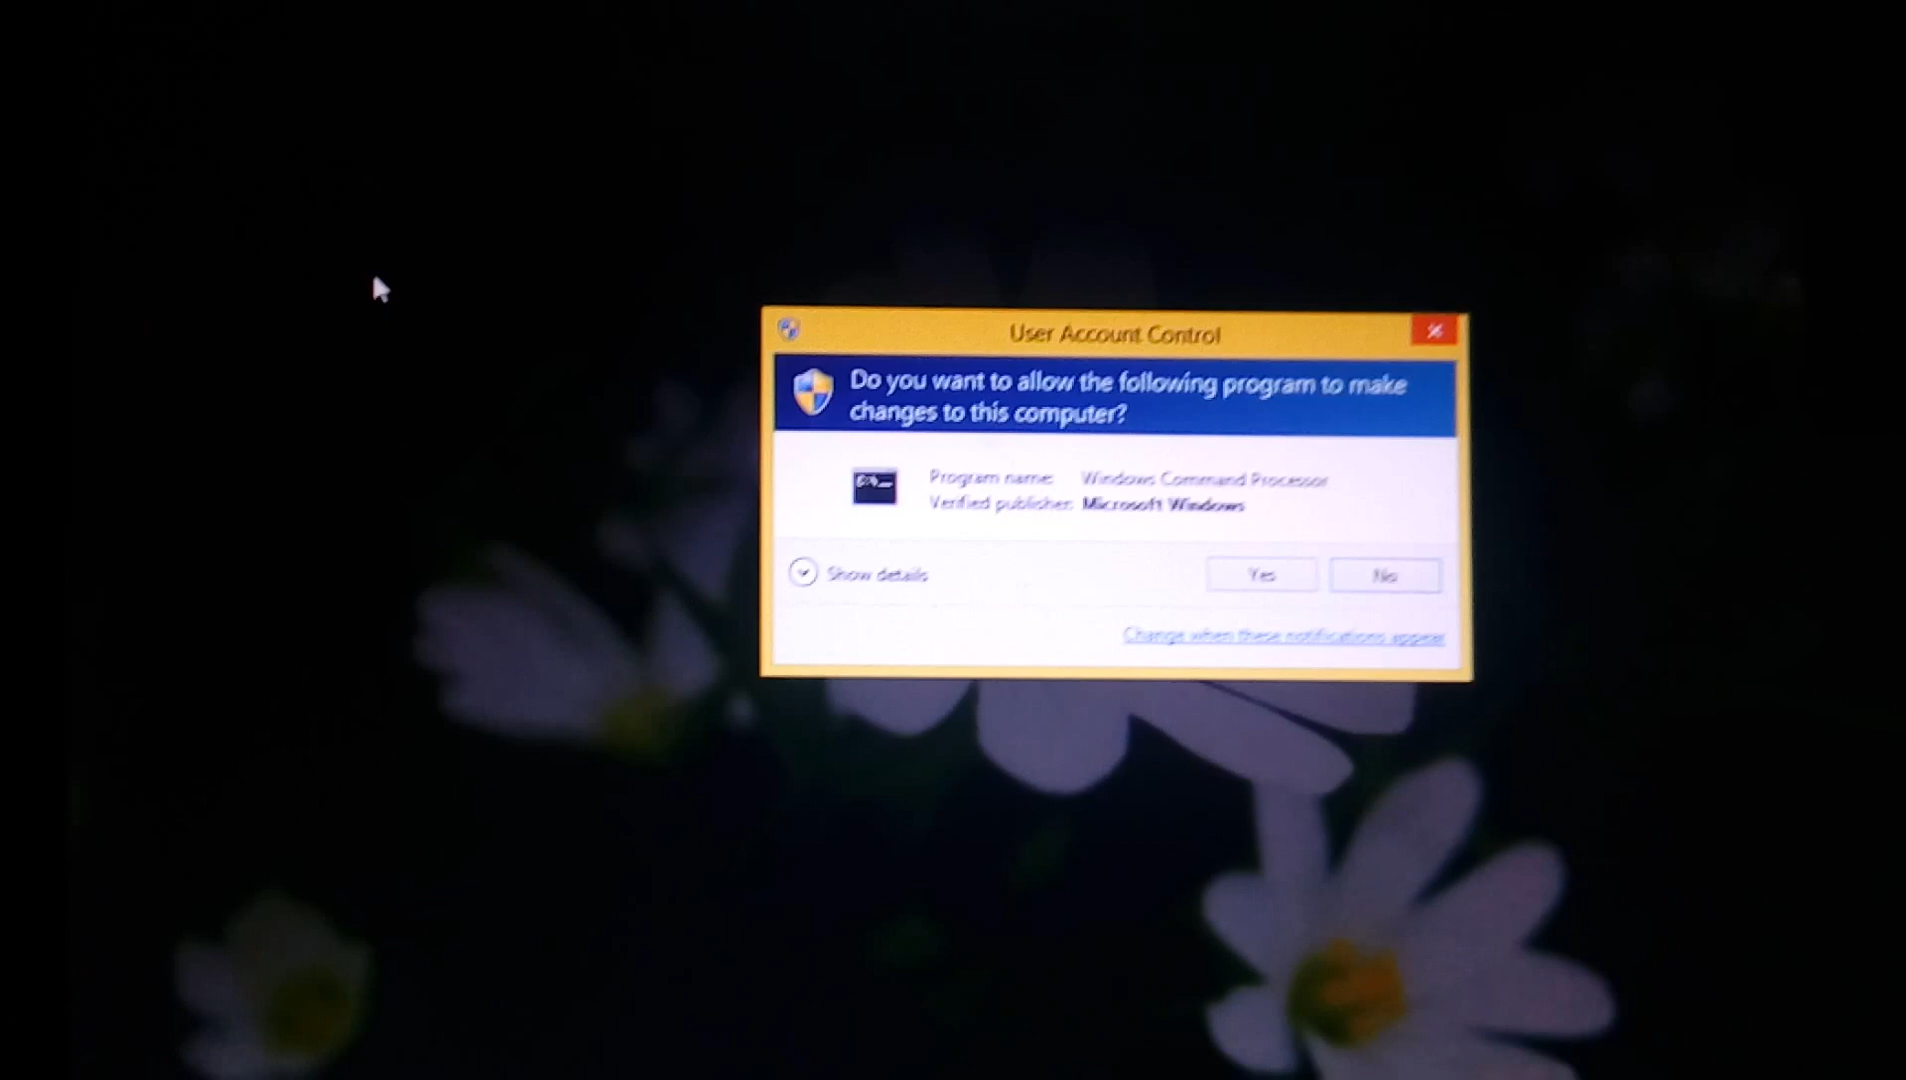 User Account Control
Do you want to allow the following program to make
changes to this computer?
C:\_
Program name: Windows Command Processor
Verified publisher: Microsoft Windows
Show details
Yes
No
Change when these notifications appear